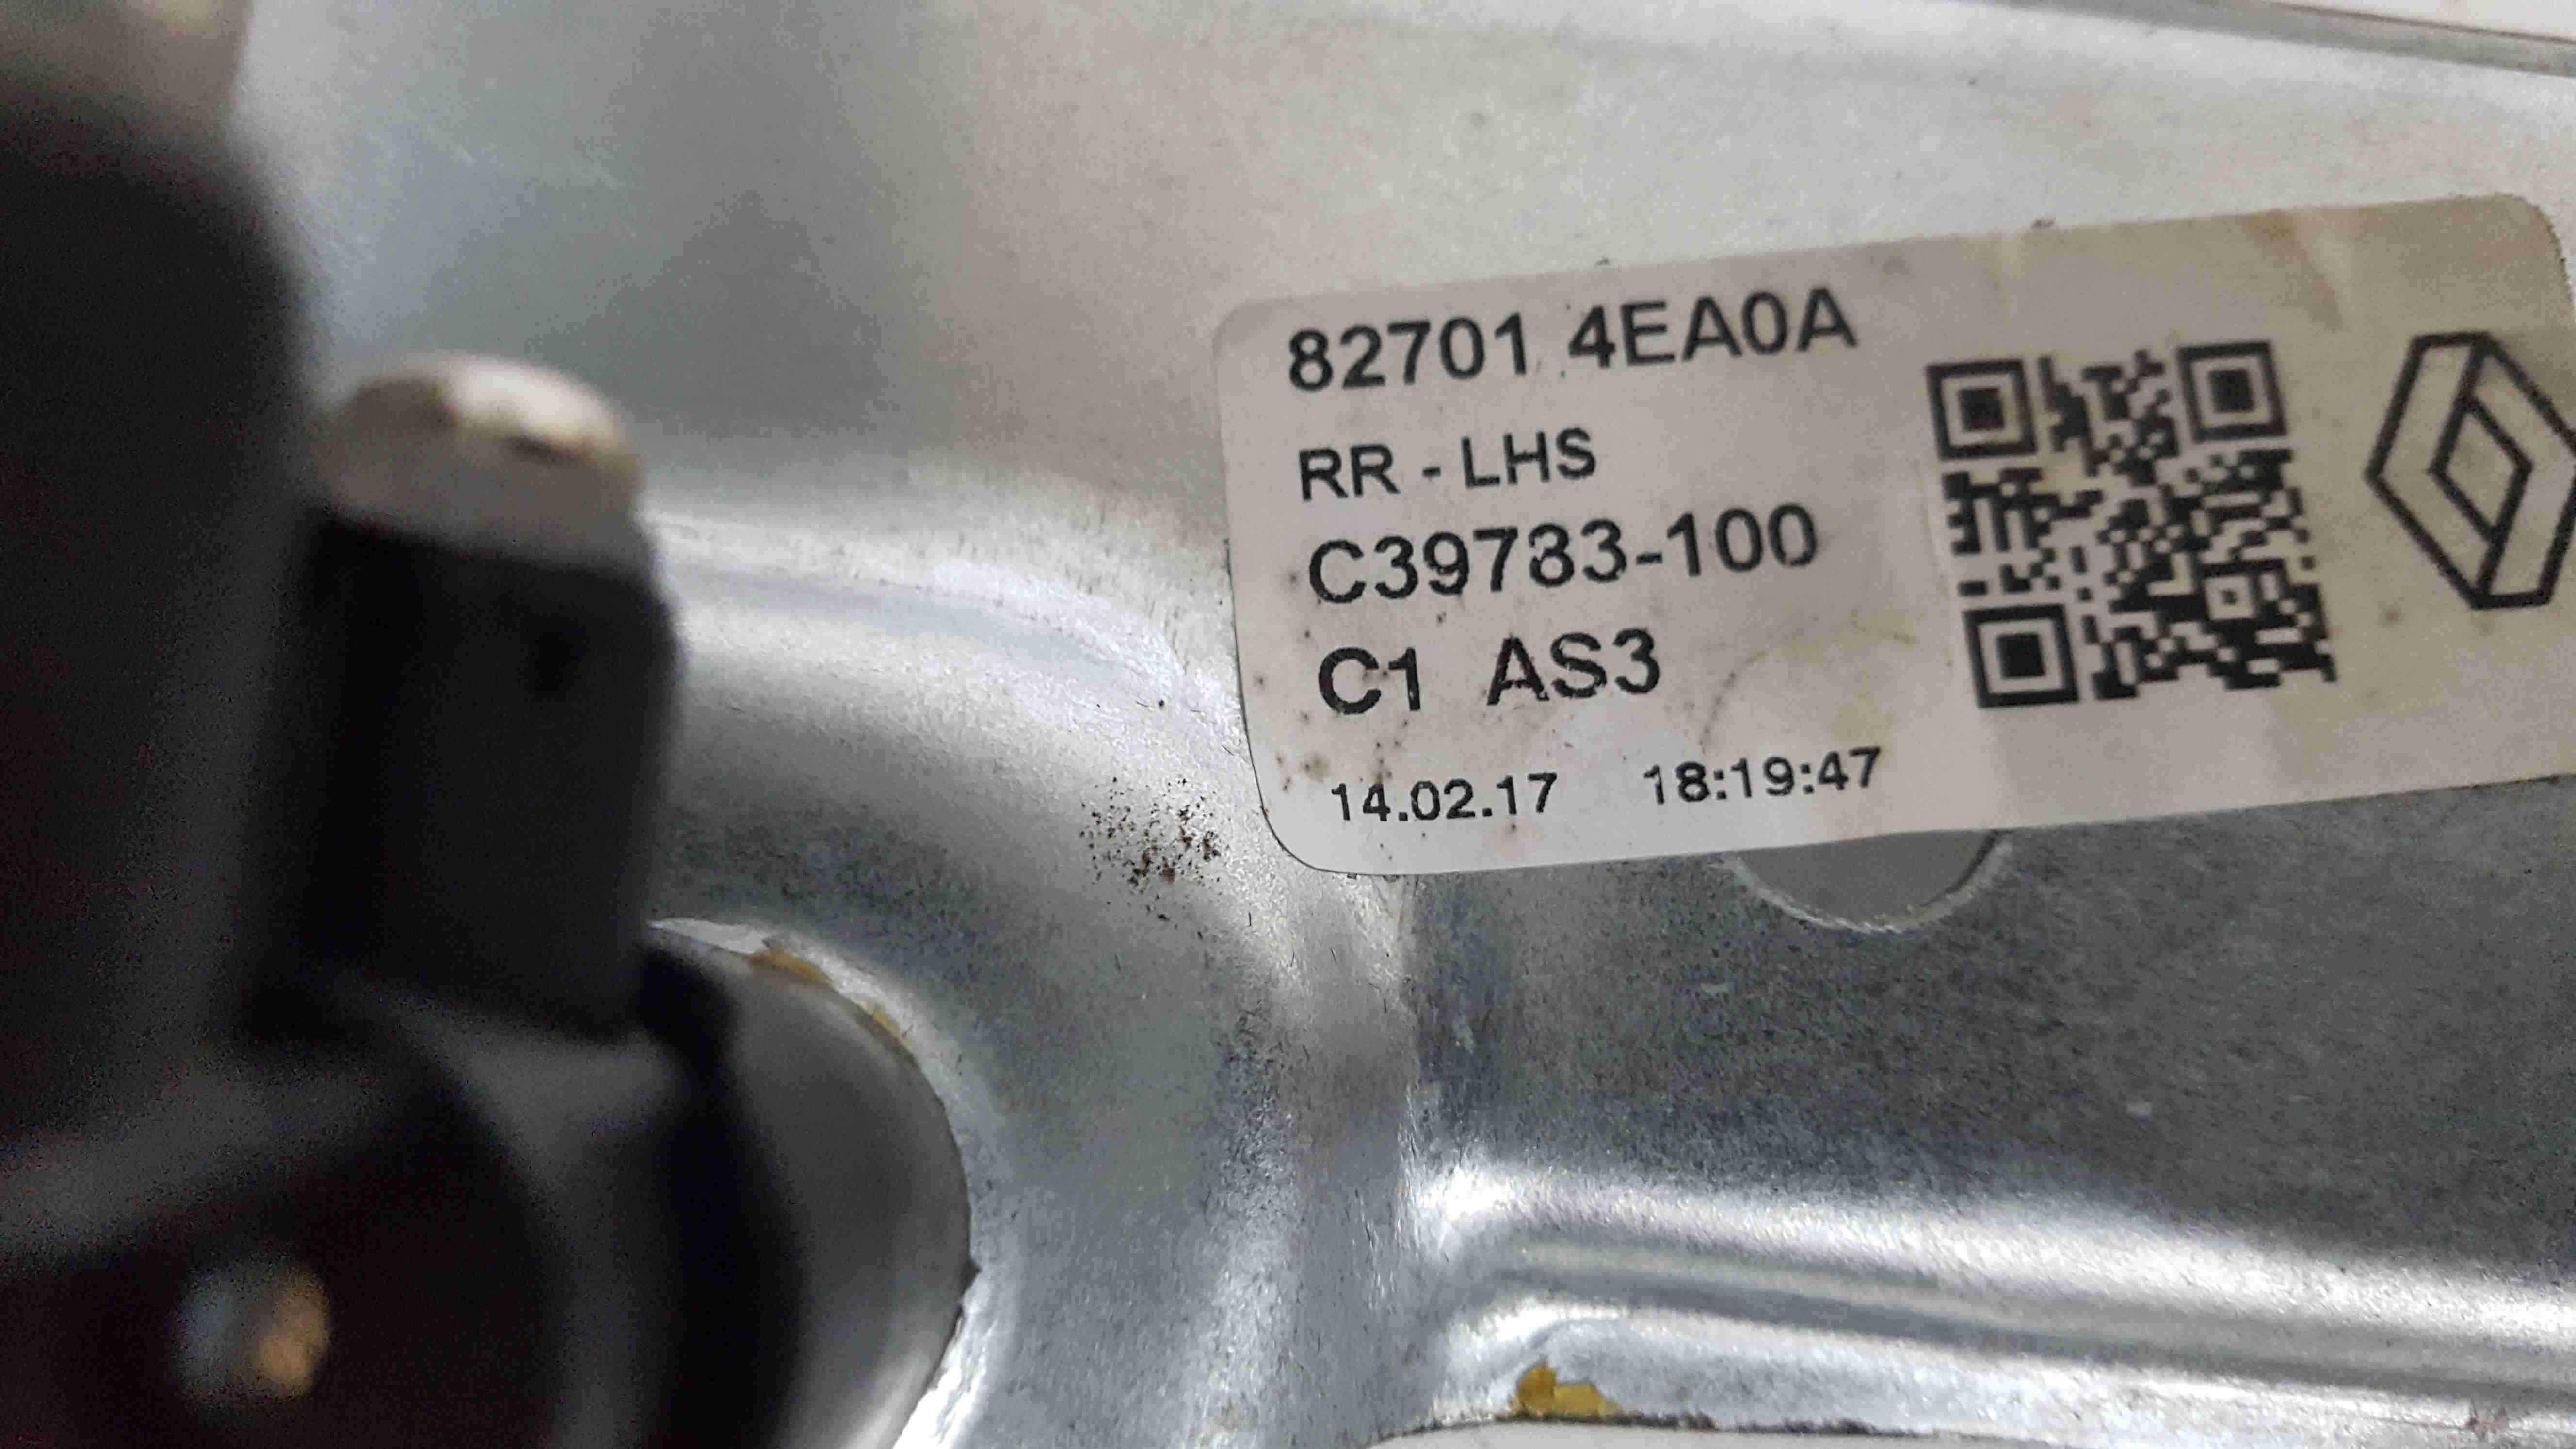 82701 4EA0A
RR - LHS
C39783-100
C1 AS3
14.02.17 18:19:47